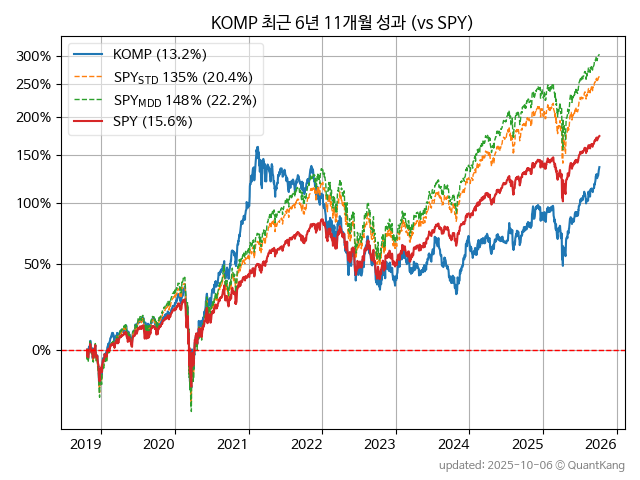 KOMP 최근 6년 11개월 성과 (vs SPY)
KOMP (13.2%)
SPY_STD 135% (20.4%)
SPY_MDD 148% (22.2%)
SPY (15.6%)
300%
250%
200%
150%
100%
50%
0%
2019 2020 2021 2022 2023 2024 2025 2026
updated: 2025-10-06 © QuantKang